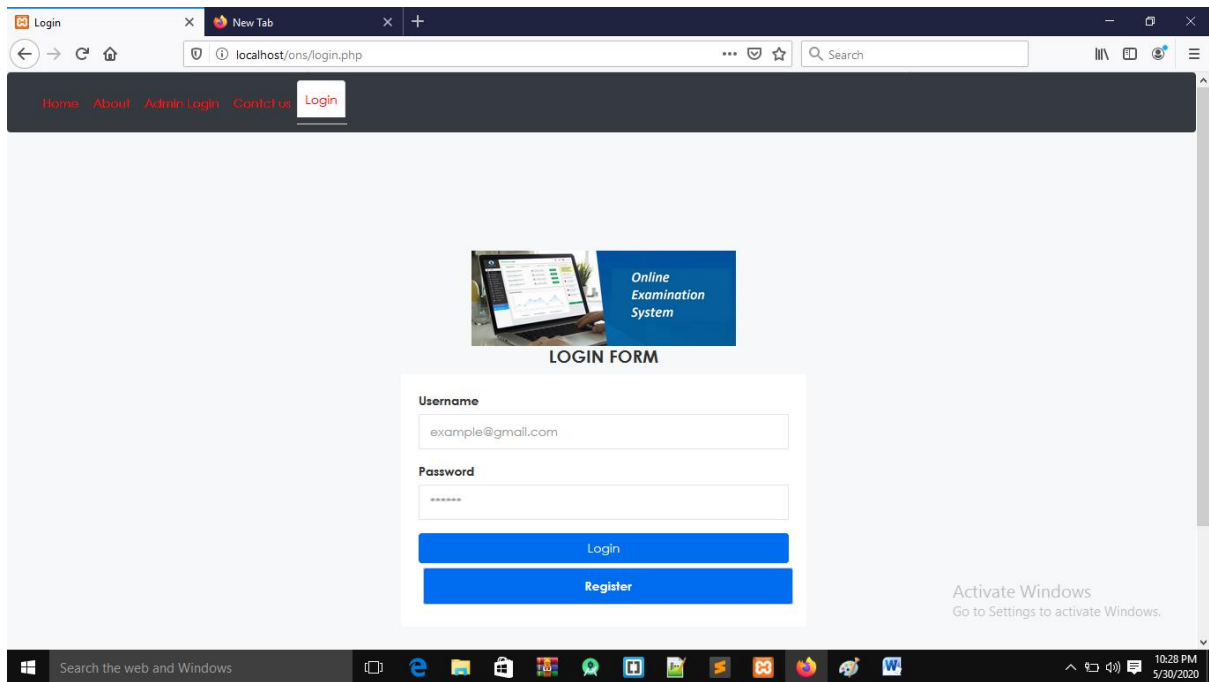 Login
New Tab
localhost/ons/login.php
Search
Home About Admin Login Contct us Login
Online
Examination
System
LOGIN FORM
Username
example@gmail.com
Password
******
Login
Register
Activate Windows
Go to Settings to activate Windows.
Search the web and Windows
10:28 PM
5/30/2020